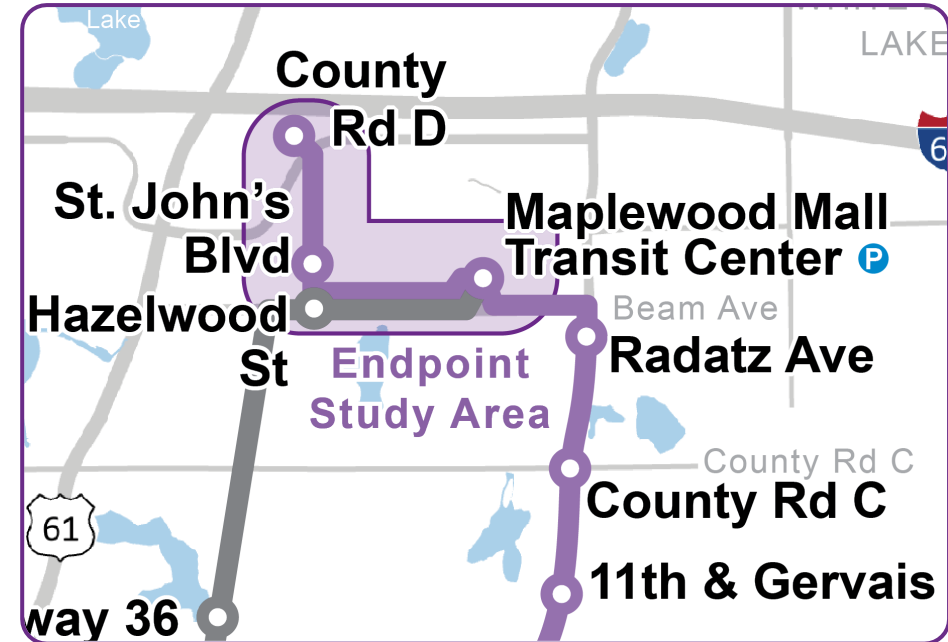 Lake
LAKE
County
Rd D
6
St. John's
Blvd
Maplewood Mall
Transit Center P
Hazelwood
St
Beam Ave
Radatz Ave
Endpoint
Study Area
County Rd C
County Rd C
61
11th & Gervais
way 36